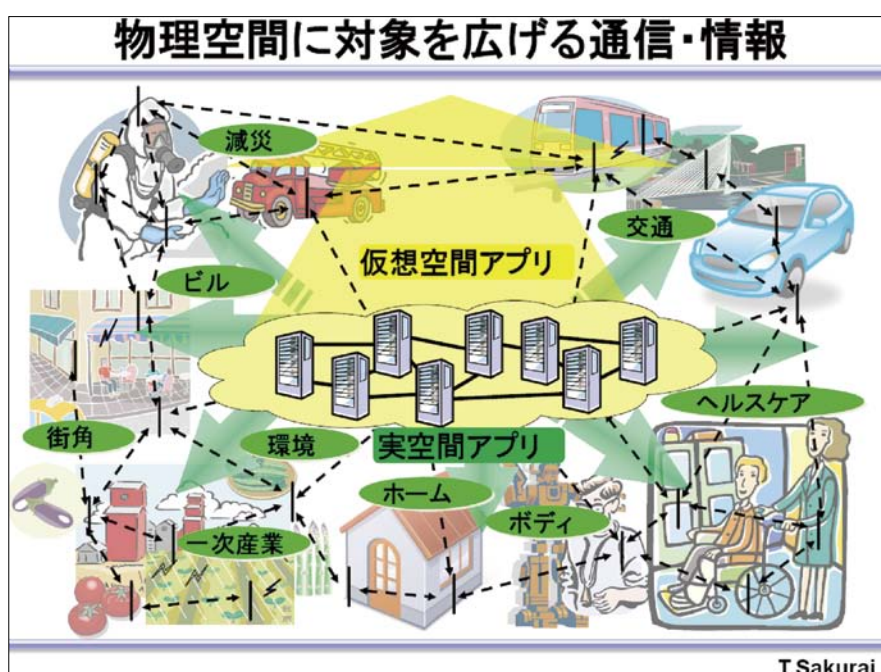 物理空間に対象を広げる通信・情報
減災
交通
仮想空間アプリ
ビル
ヘルスケア
街角
環境
実空間アプリ
ホーム
ボディ
一次産業
T.Sakurai